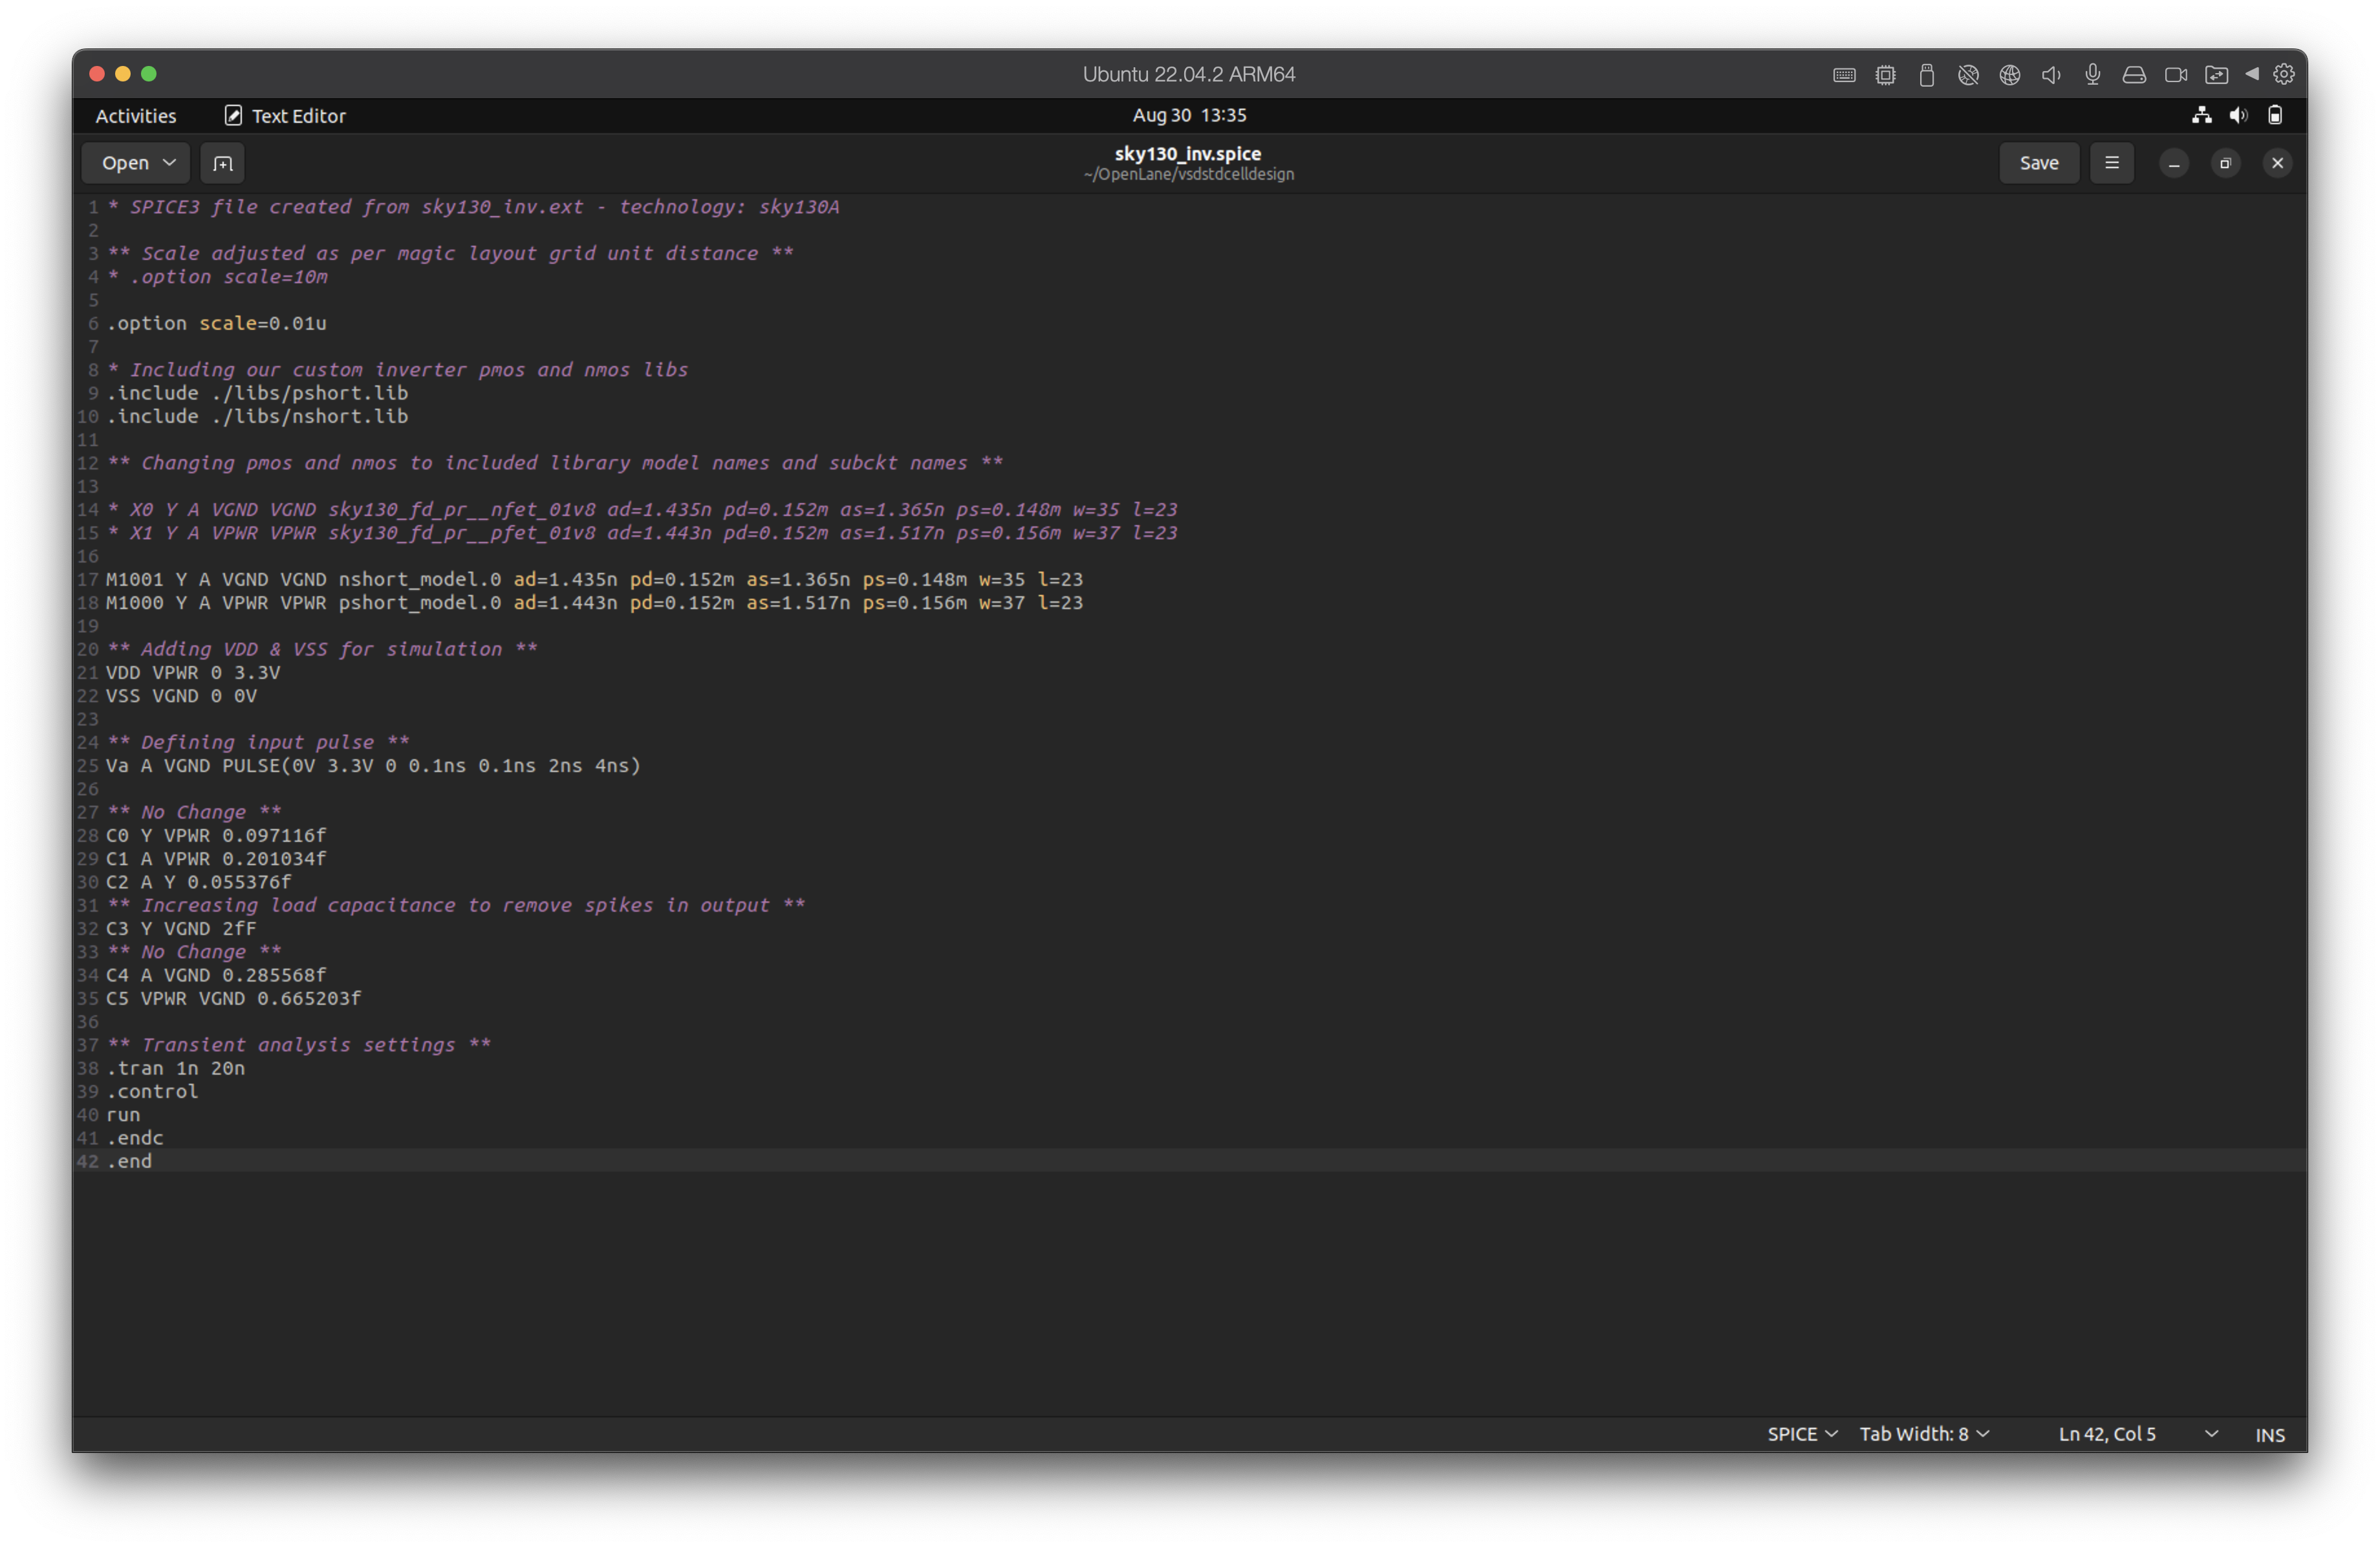 Ubuntu 22.04.2 ARM64
Activities Text Editor Aug 30 13:35
Open sky130_inv.spice Save
~/OpenLane/vsdstdcelldesign
1 * SPICE3 file created from sky130_inv.ext - technology: sky130A
2
3 ** Scale adjusted as per magic layout grid unit distance **
4 * .option scale=10m
5
6 .option scale=0.01u
7
8 * Including our custom inverter pmos and nmos libs
9 .include ./libs/pshort.lib
10 .include ./libs/nshort.lib
11
12 ** Changing pmos and nmos to included library model names and subckt names **
13
14 * X0 Y A VGND VGND sky130_fd_pr__nfet_01v8 ad=1.435n pd=0.152m as=1.365n ps=0.148m w=35 l=23
15 * X1 Y A VPWR VPWR sky130_fd_pr__pfet_01v8 ad=1.443n pd=0.152m as=1.517n ps=0.156m w=37 l=23
16
17 M1001 Y A VGND VGND nshort_model.0 ad=1.435n pd=0.152m as=1.365n ps=0.148m w=35 l=23
18 M1000 Y A VPWR VPWR pshort_model.0 ad=1.443n pd=0.152m as=1.517n ps=0.156m w=37 l=23
19
20 ** Adding VDD & VSS for simulation **
21 VDD VPWR 0 3.3V
22 VSS VGND 0 0V
23
24 ** Defining input pulse **
25 Va A VGND PULSE(0V 3.3V 0 0.1ns 0.1ns 2ns 4ns)
26
27 ** No Change **
28 C0 Y VPWR 0.097116f
29 C1 A VPWR 0.201034f
30 C2 A Y 0.055376f
31 ** Increasing load capacitance to remove spikes in output **
32 C3 Y VGND 2fF
33 ** No Change **
34 C4 A VGND 0.285568f
35 C5 VPWR VGND 0.665203f
36
37 ** Transient analysis settings **
38 .tran 1n 20n
39 .control
40 run
41 .endc
42 .end
SPICE Tab Width: 8 Ln 42, Col 5 INS